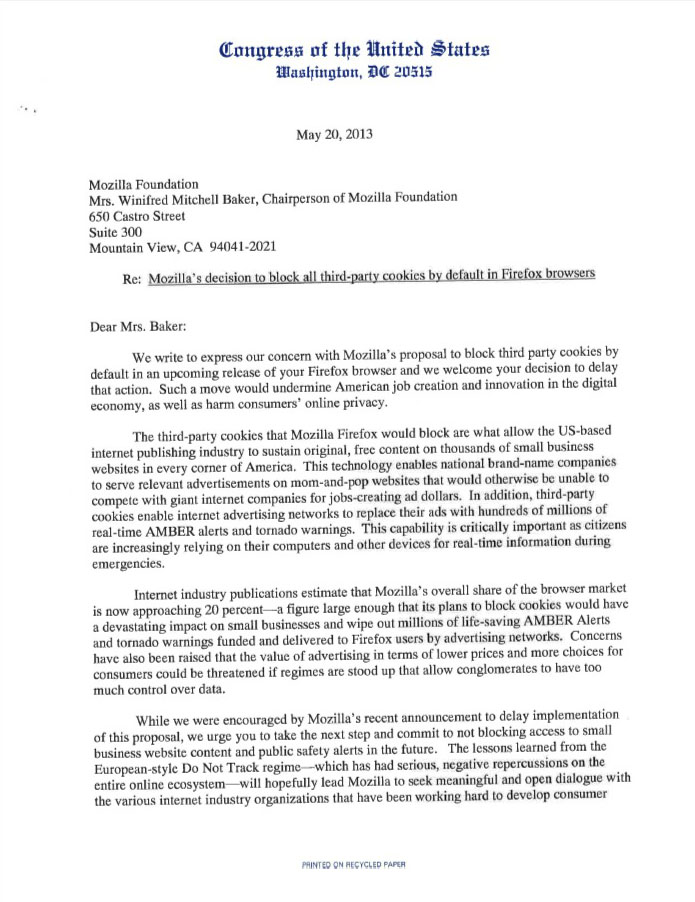 Congress of the United States
Washington, DC 20515
May 20, 2013
Mozilla Foundation
Mrs. Winifred Mitchell Baker, Chairperson of Mozilla Foundation
650 Castro Street
Suite 300
Mountain View, CA 94041-2021
Re: Mozilla's decision to block all third-party cookies by default in Firefox browsers
Dear Mrs. Baker:
We write to express our concern with Mozilla's proposal to block third party cookies by
default in an upcoming release of your Firefox browser and we welcome your decision to delay
that action. Such a move would undermine American job creation and innovation in the digital
economy, as well as harm consumers' online privacy.
The third-party cookies that Mozilla Firefox would block are what allow the US-based
internet publishing industry to sustain original, free content on thousands of small business
websites in every corner of America. This technology enables national brand-name companies
to serve relevant advertisements on mom-and-pop websites that would otherwise be unable to
compete with giant internet companies for jobs-creating ad dollars. In addition, third-party
cookies enable internet advertising networks to replace their ads with hundreds of millions of
real-time AMBER alerts and tornado warnings. This capability is critically important as citizens
are increasingly relying on their computers and other devices for real-time information during
emergencies.
Internet industry publications estimate that Mozilla's overall share of the browser market
is now approaching 20 percent—a figure large enough that its plans to block cookies would have
a devastating impact on small businesses and wipe out millions of life-saving AMBER Alerts
and tornado warnings funded and delivered to Firefox users by advertising networks. Concerns
have also been raised that the value of advertising in terms of lower prices and more choices for
consumers could be threatened if regimes are stood up that allow conglomerates to have too
much control over data.
While we were encouraged by Mozilla's recent announcement to delay implementation
of this proposal, we urge you to take the next step and commit to not blocking access to small
business website content and public safety alerts in the future. The lessons learned from the
European-style Do Not Track regime—which has had serious, negative repercussions on the
entire online ecosystem—will hopefully lead Mozilla to seek meaningful and open dialogue with
the various internet industry organizations that have been working hard to develop consumer
PRINTED ON RECYCLED PAPER